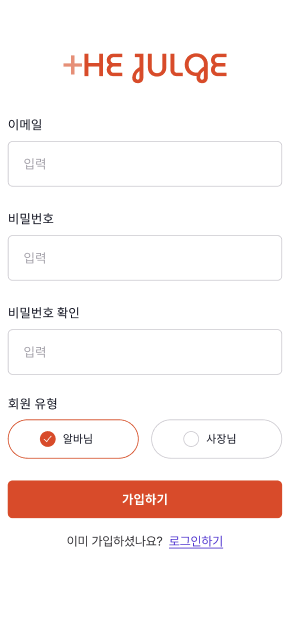 THE JULGE
이메일
입력
비밀번호
입력
비밀번호 확인
입력
회원 유형
알바님 사장님
가입하기
이미 가입하셨나요? 로그인하기